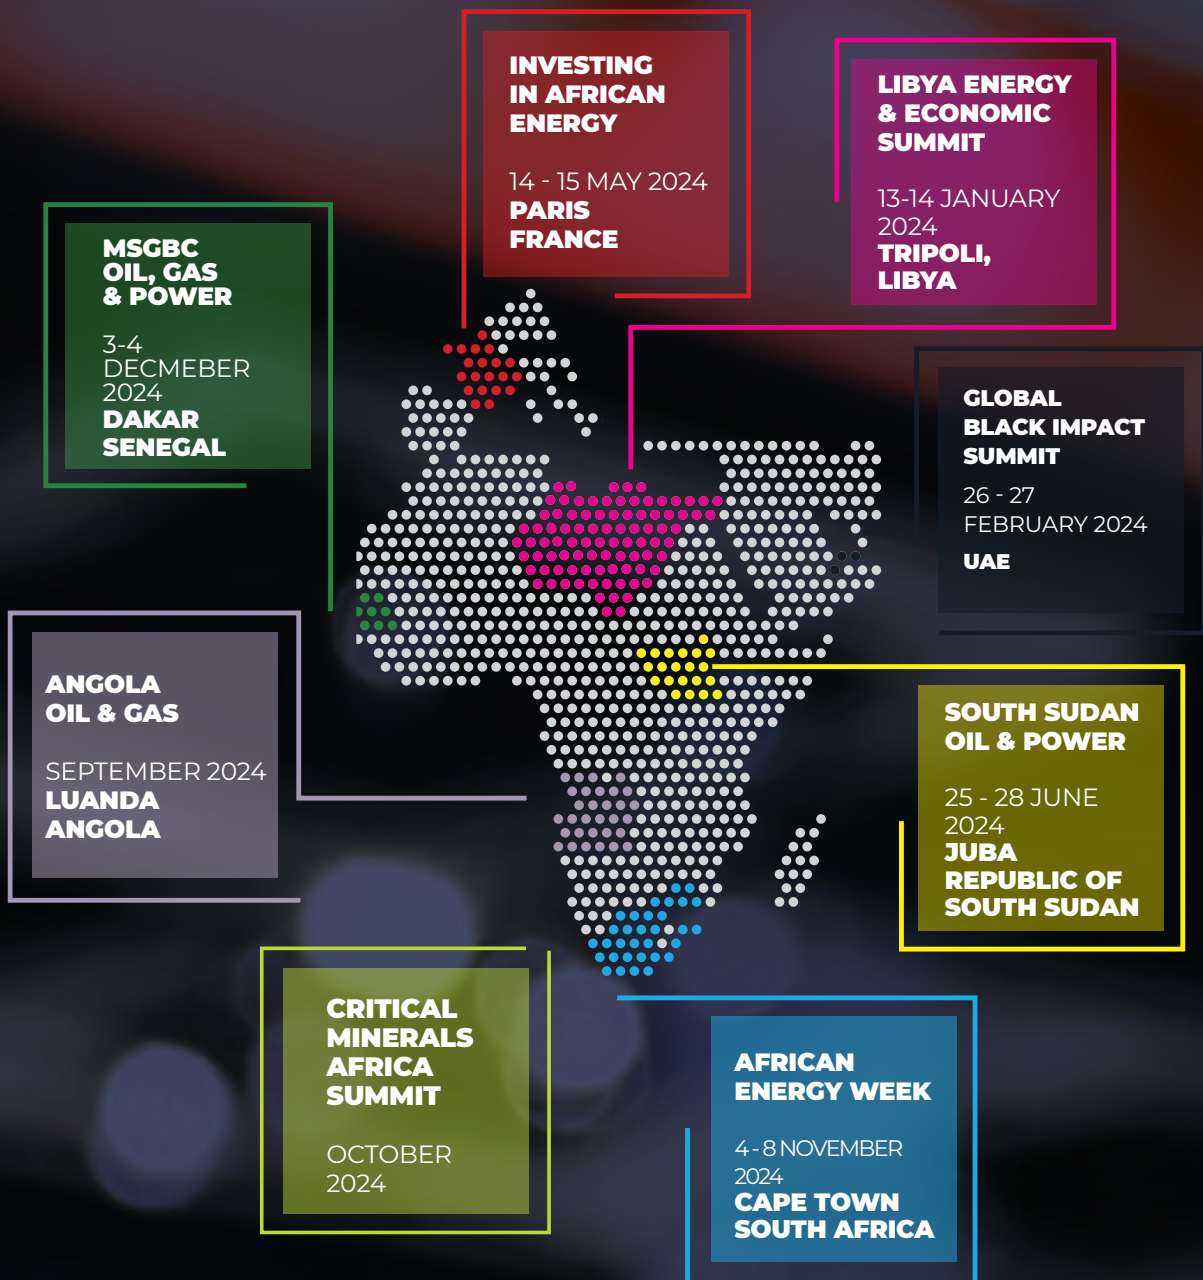 INVESTING
IN AFRICAN
ENERGY
14 - 15 MAY 2024
PARIS
FRANCE
LIBYA ENERGY
& ECONOMIC
SUMMIT
13-14 JANUARY
2024
TRIPOLI,
LIBYA
MSGBC
OIL, GAS
& POWER
3-4
DECMEBER
2024
DAKAR
SENEGAL
GLOBAL
BLACK IMPACT
SUMMIT
26 - 27
FEBRUARY 2024
UAE
ANGOLA
OIL & GAS
SEPTEMBER 2024
LUANDA
ANGOLA
SOUTH SUDAN
OIL & POWER
25 - 28 JUNE
2024
JUBA
REPUBLIC OF
SOUTH SUDAN
CRITICAL
MINERALS
AFRICA
SUMMIT
OCTOBER
2024
AFRICAN
ENERGY WEEK
4 - 8 NOVEMBER
2024
CAPE TOWN
SOUTH AFRICA